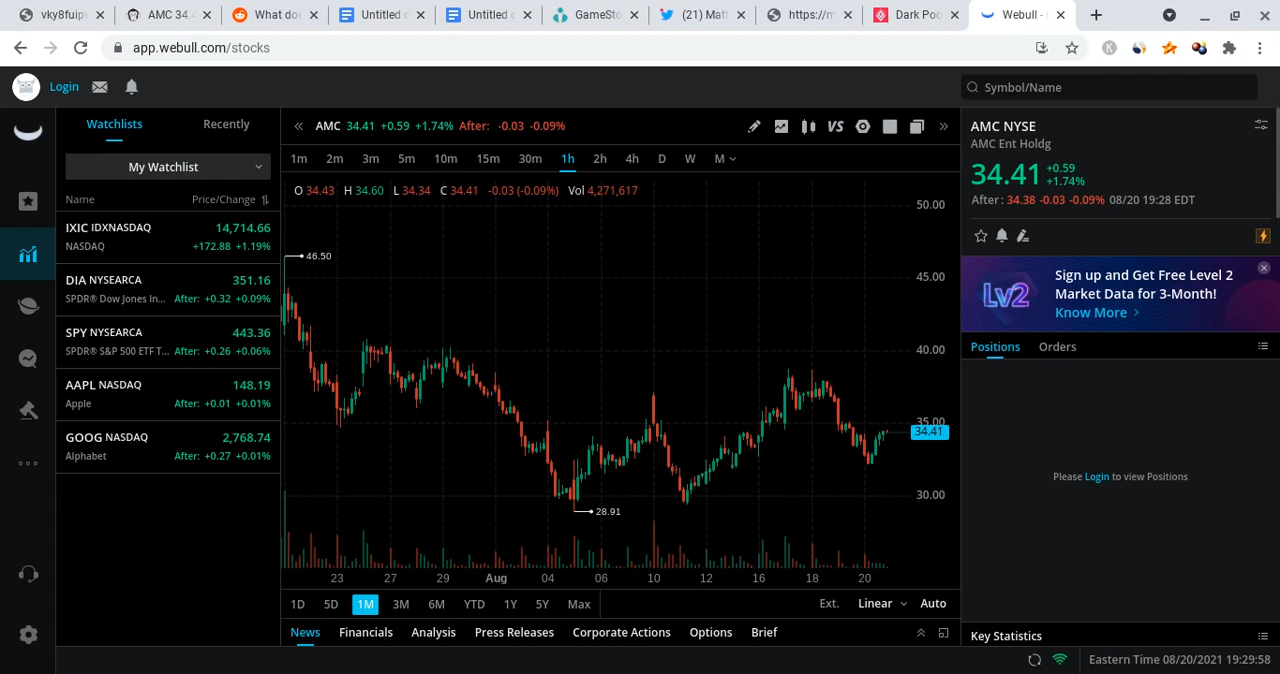 vky8fuipv
AMC 34.4
What doe
Untitled d
Untitled d
GameSto
(21) Matt
https://m
Dark Poo
Webull -
app.webull.com/stocks
K
Login
Symbol/Name
Watchlists
Recently
My Watchlist
Name
Price/Change
IXIC IDXNASDAQ 14,714.66
NASDAQ +172.88 +1.19%
DIA NYSEARCA 351.16
SPDR® Dow Jones In... After: +0.32 +0.09%
SPY NYSEARCA 443.36
SPDR® S&P 500 ETF T... After: +0.26 +0.06%
AAPL NASDAQ 148.19
Apple After: +0.01 +0.01%
GOOG NASDAQ 2,768.74
Alphabet After: +0.27 +0.01%
AMC 34.41 +0.59 +1.74% After: -0.03 -0.09%
VS
1m 2m 3m 5m 10m 15m 30m 1h 2h 4h D W M
O 34.43 H 34.60 L 34.34 C 34.41 -0.03 (-0.09%) Vol 4,271,617
50.00
46.50
45.00
40.00
35.00
34.41
30.00
28.91
23 27 29 Aug 04 06 10 12 16 18 20
1D 5D 1M 3M 6M YTD 1Y 5Y Max Ext. Linear Auto
News Financials Analysis Press Releases Corporate Actions Options Brief
AMC NYSE
AMC Ent Holdg
34.41 +0.59
+1.74%
After : 34.38 -0.03 -0.09% 08/20 19:28 EDT
Lv2
Sign up and Get Free Level 2
Market Data for 3-Month!
Know More
Positions Orders
Please Login to view Positions
Key Statistics
Eastern Time 08/20/2021 19:29:58